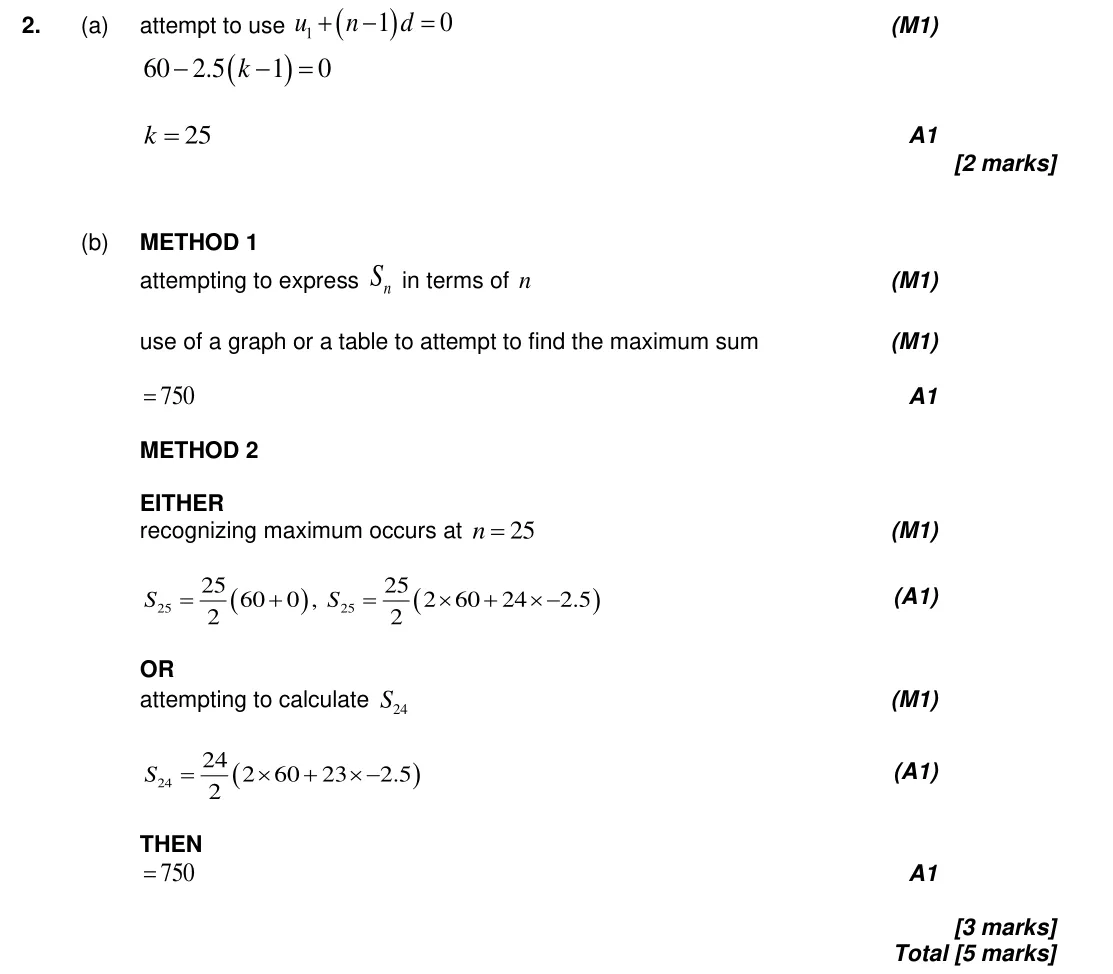 2. (a) attempt to use u₁ + (n−1)d = 0 (M1)
60 − 2.5(k −1) = 0
k = 25 A1
[2 marks]
(b) METHOD 1
attempting to express Sₙ in terms of n (M1)
use of a graph or a table to attempt to find the maximum sum (M1)
= 750 A1
METHOD 2
EITHER
recognizing maximum occurs at n = 25 (M1)
S₂₅ = 25/2 (60 + 0), S₂₅ = 25/2 (2×60 + 24×−2.5) (A1)
OR
attempting to calculate S₂₄ (M1)
S₂₄ = 24/2 (2×60 + 23×−2.5) (A1)
THEN
= 750 A1
[3 marks]
Total [5 marks]